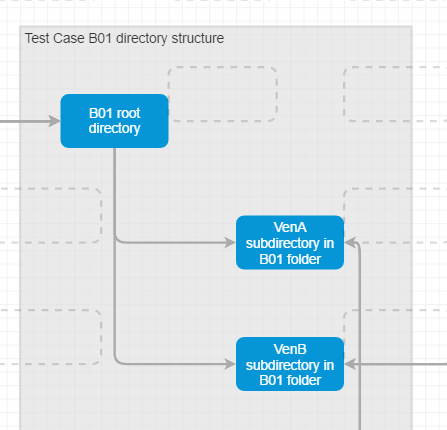 Test Case B01 directory structure
B01 root
directory
VenA
subdirectory in
B01 folder
VenB
subdirectory in
B01 folder